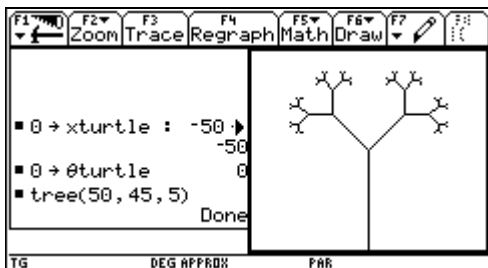 F1 F2 F3 F4 F5 F6 F7
Zoom Trace Regraph Math Draw
0→xturtle : -50
-50
0→θturtle 0
tree(50,45,5)
Done
TG DEG APPROX PAR